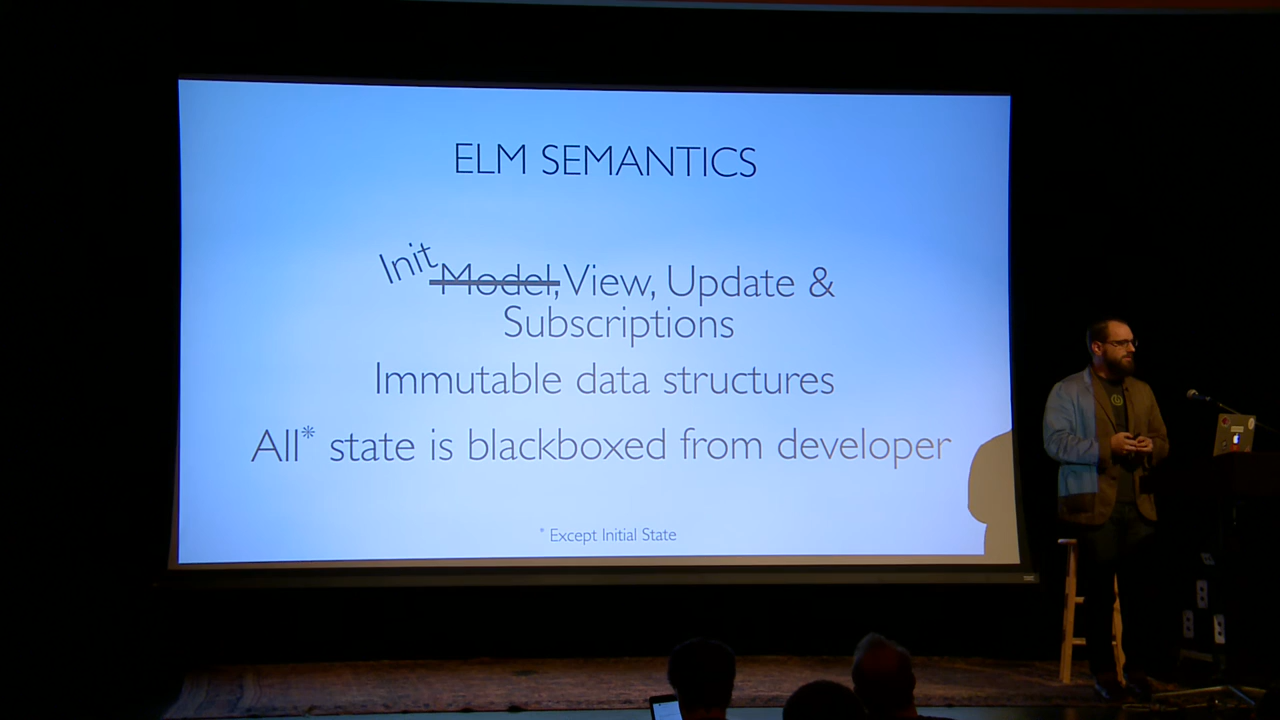 ELM SEMANTICS
Init
Model, View, Update &
Subscriptions
Immutable data structures
All* state is blackboxed from developer
* Except Initial State